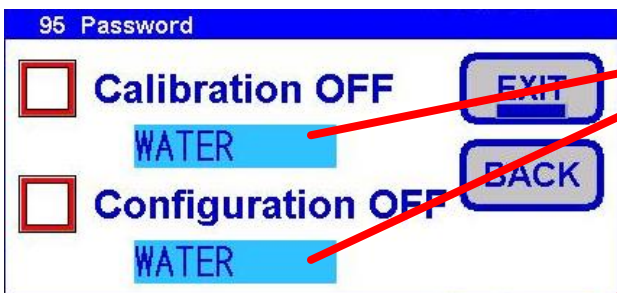 95 Password
Calibration OFF
EXIT
WATER
BACK
Configuration OFF
WATER